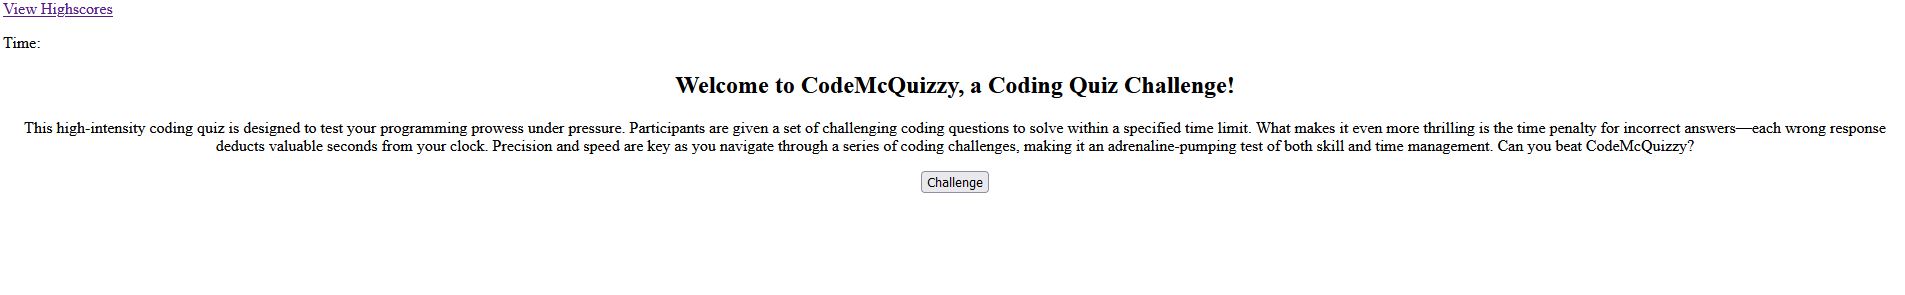 View Highscores
Time:
Welcome to CodeMcQuizzy, a Coding Quiz Challenge!
This high-intensity coding quiz is designed to test your programming prowess under pressure. Participants are given a set of challenging coding questions to solve within a specified time limit. What makes it even more thrilling is the time penalty for incorrect answers—each wrong response
deducts valuable seconds from your clock. Precision and speed are key as you navigate through a series of coding challenges, making it an adrenaline-pumping test of both skill and time management. Can you beat CodeMcQuizzy?
Challenge